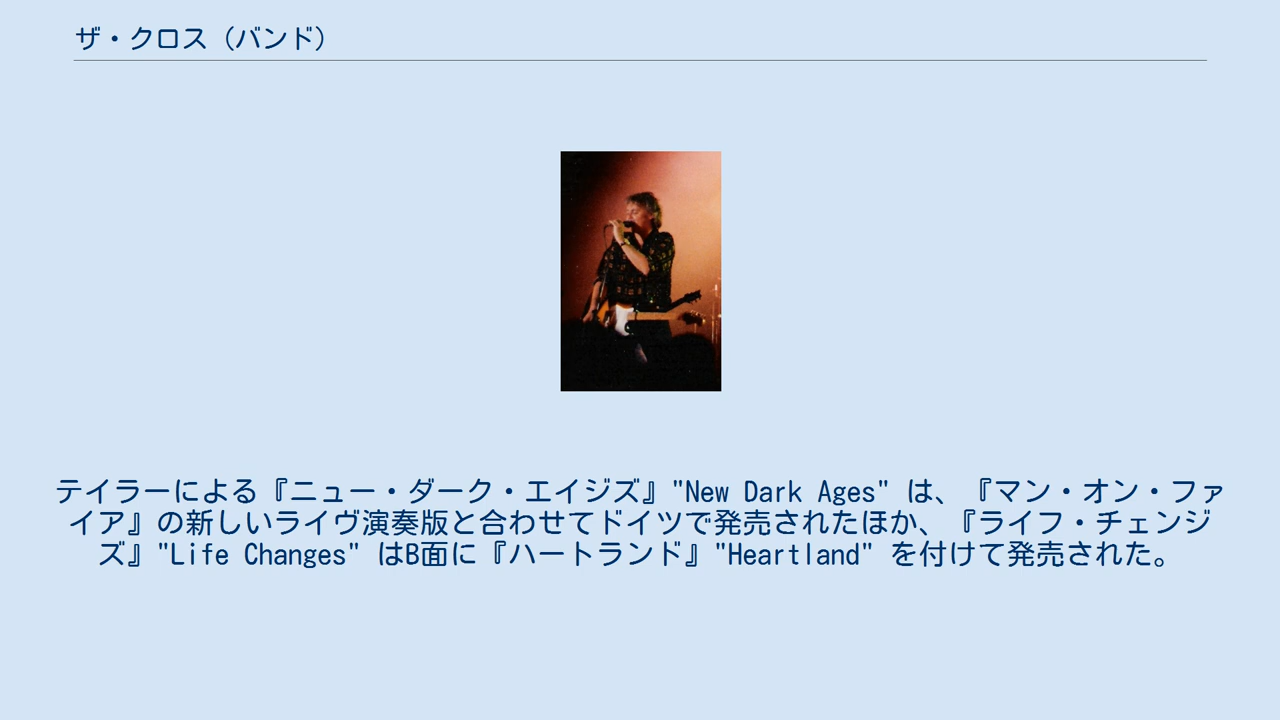 ザ・クロス（バンド）
テイラーによる『ニュー・ダーク・エイジズ』"New Dark Ages" は、『マン・オン・ファ
イア』の新しいライヴ演奏版と合わせてドイツで発売されたほか、『ライフ・チェンジ
ズ』"Life Changes" はB面に『ハートランド』"Heartland" を付けて発売された。